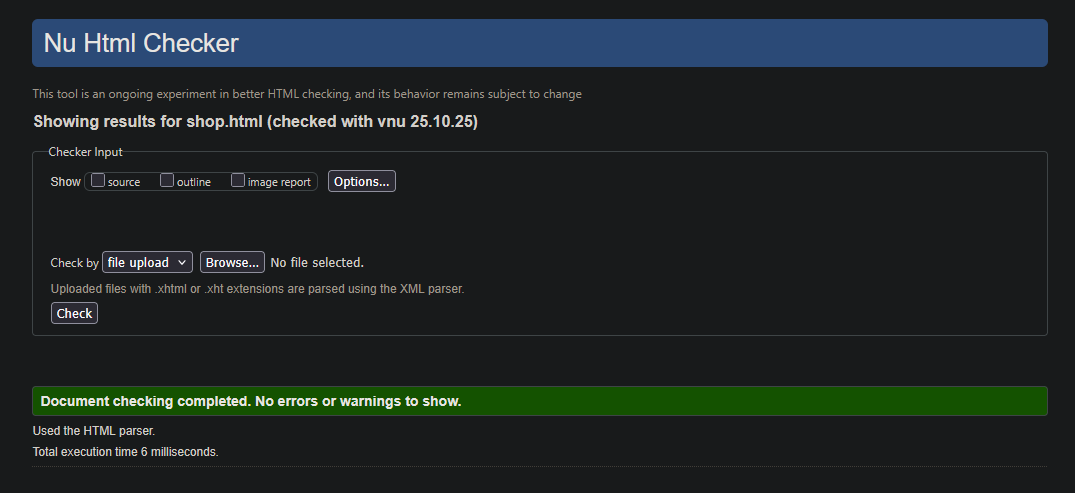 Nu Html Checker
This tool is an ongoing experiment in better HTML checking, and its behavior remains subject to change
Showing results for shop.html (checked with vnu 25.10.25)
Checker Input
Show source outline image report Options...
Check by file upload Browse... No file selected.
Uploaded files with .xhtml or .xht extensions are parsed using the XML parser.
Check
Document checking completed. No errors or warnings to show.
Used the HTML parser.
Total execution time 6 milliseconds.